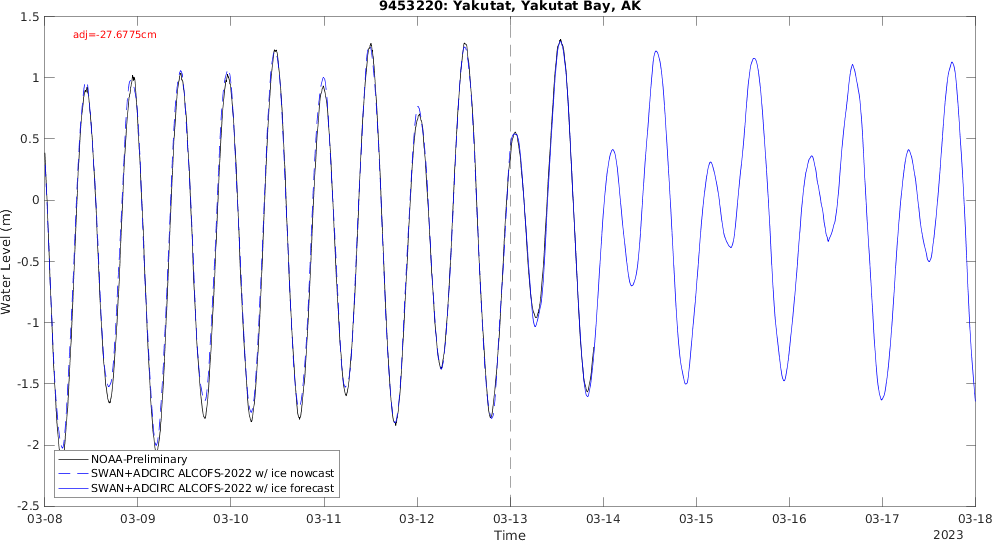 9453220: Yakutat, Yakutat Bay, AK
adj=-27.6775cm
1.5
1
0.5
0
-0.5
-1
-1.5
-2
-2.5
Water Level (m)
NOAA-Preliminary
SWAN+ADCIRC ALCOFS-2022 w/ ice nowcast
SWAN+ADCIRC ALCOFS-2022 w/ ice forecast
03-08 03-09 03-10 03-11 03-12 03-13 03-14 03-15 03-16 03-17 03-18
Time
2023